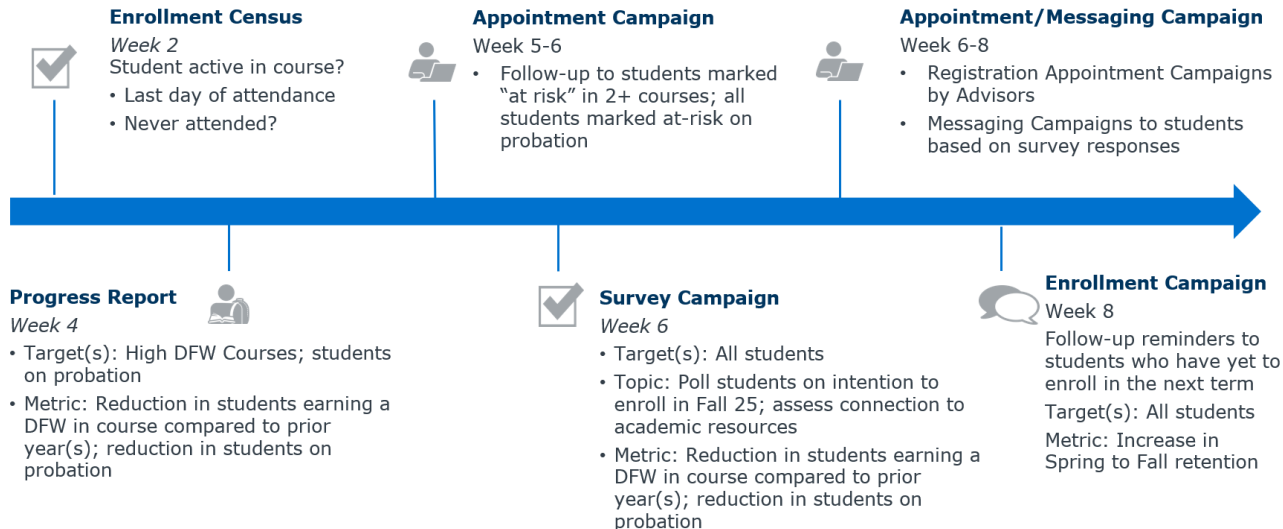 Enrollment Census
Week 2
Student active in course?
• Last day of attendance
• Never attended?
Appointment Campaign
Week 5-6
• Follow-up to students marked
“at risk” in 2+ courses; all
students marked at-risk on
probation
Appointment/Messaging Campaign
Week 6-8
• Registration Appointment Campaigns
by Advisors
• Messaging Campaigns to students
based on survey responses
Progress Report
Week 4
• Target(s): High DFW Courses; students
on probation
• Metric: Reduction in students earning a
DFW in course compared to prior
year(s); reduction in students on
probation
Survey Campaign
Week 6
• Target(s): All students
• Topic: Poll students on intention to
enroll in Fall 25; assess connection to
academic resources
• Metric: Reduction in students earning a
DFW in course compared to prior
year(s); reduction in students on
probation
Enrollment Campaign
Week 8
Follow-up reminders to
students who have yet to
enroll in the next term
Target(s): All students
Metric: Increase in
Spring to Fall retention